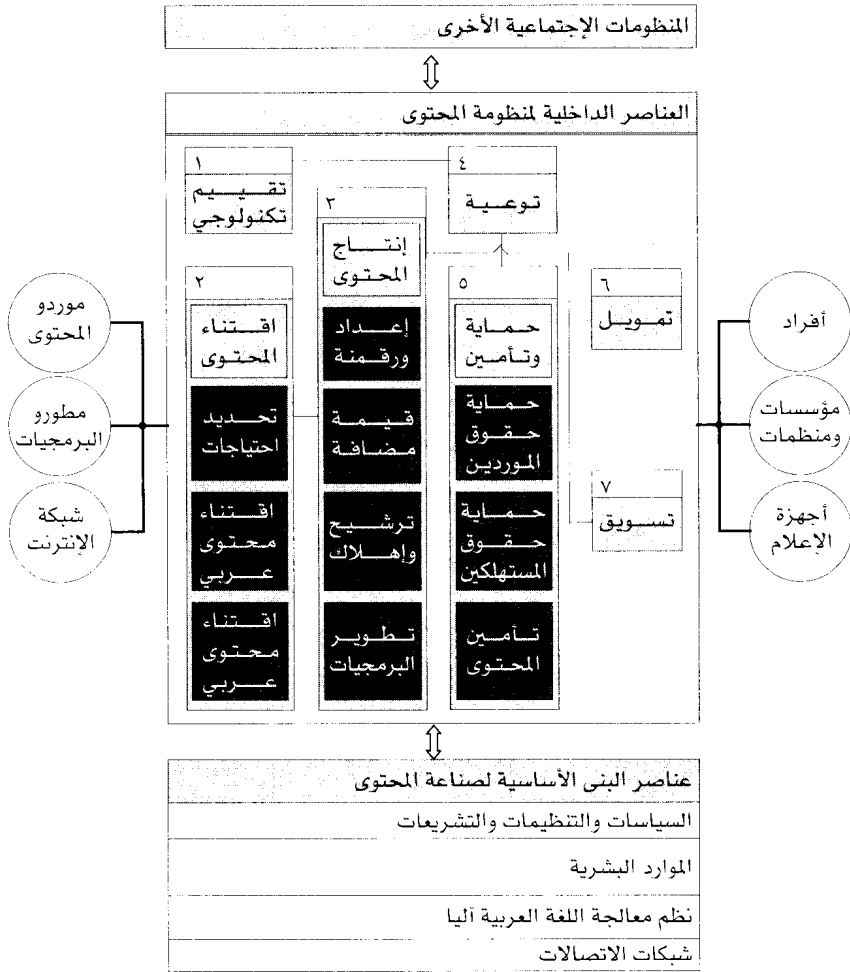 المنظومات الإجتماعية الأخرى
العناصر الداخلية لمنظومة المحتوى
١
تقييم
تكنولوجي
٢
اقتناء
المحتوى
تحديد
احتياجات
اقتناء
محتوى
عربي
اقتناء
محتوى
عربي
٣
إنتاج
المحتوى
إعداد
ورقمنة
قيمة
مضافة
ترشيح
وإهلاك
تطوير
البرمجيات
٤
توعية
٥
حماية
وتأمين
حماية
حقوق
الموردين
حماية
حقوق
المستهلكين
تأمين
المحتوى
٦
تمويل
٧
تسويق
موردو
المحتوى
مطورو
البرمجيات
شبكة
الإنترنت
أفراد
مؤسسات
ومنظمات
أجهزة
الإعلام
عناصر البنى الأساسية لصناعة المحتوى
السياسات والتنظيمات والتشريعات
الموارد البشرية
نظم معالجة اللغة العربية آليا
شبكات الاتصالات